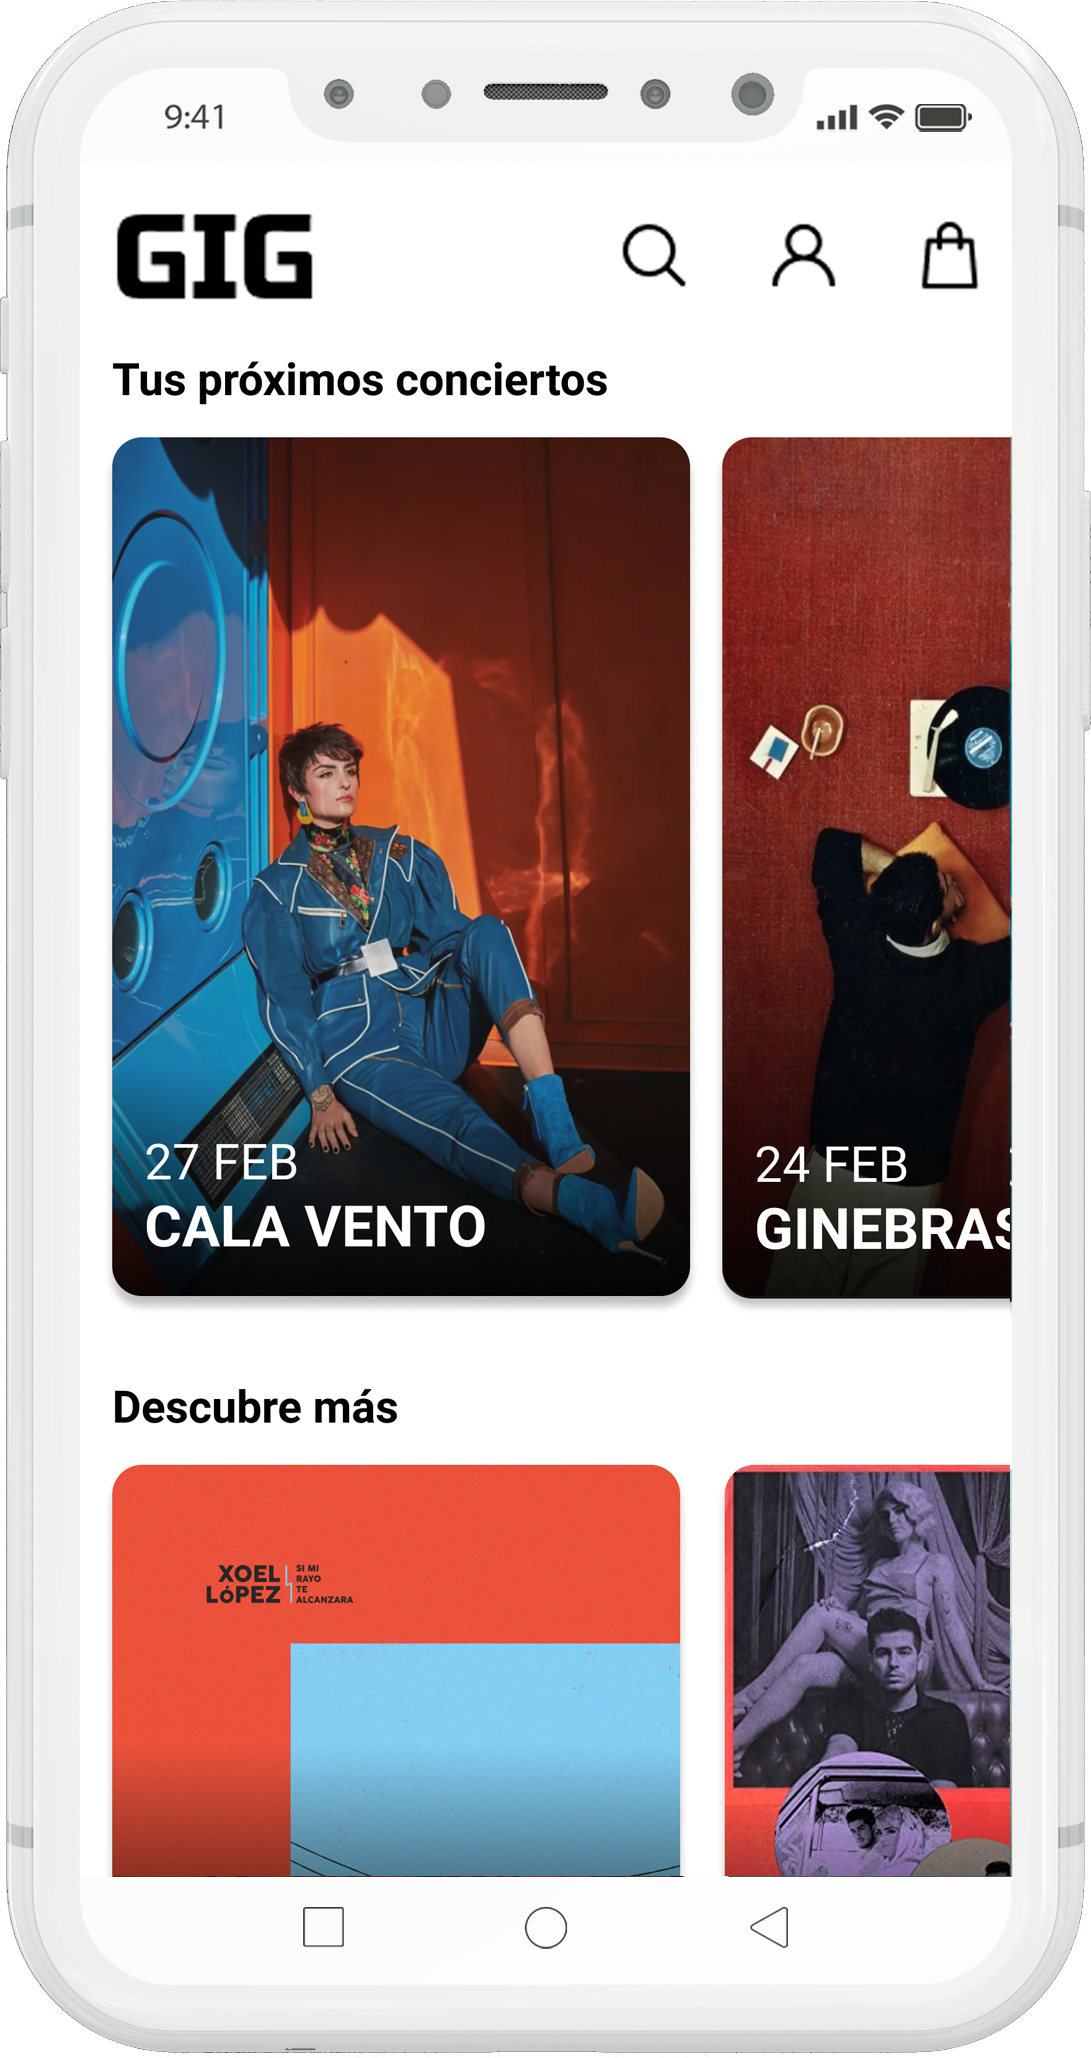 9:41
GIG
Tus próximos conciertos
27 FEB
CALA VENTO
24 FEB
GINEBRAS
Descubre más
XOEL
LóPEZ
SI MI
RAYO
TE
ALCANZARA